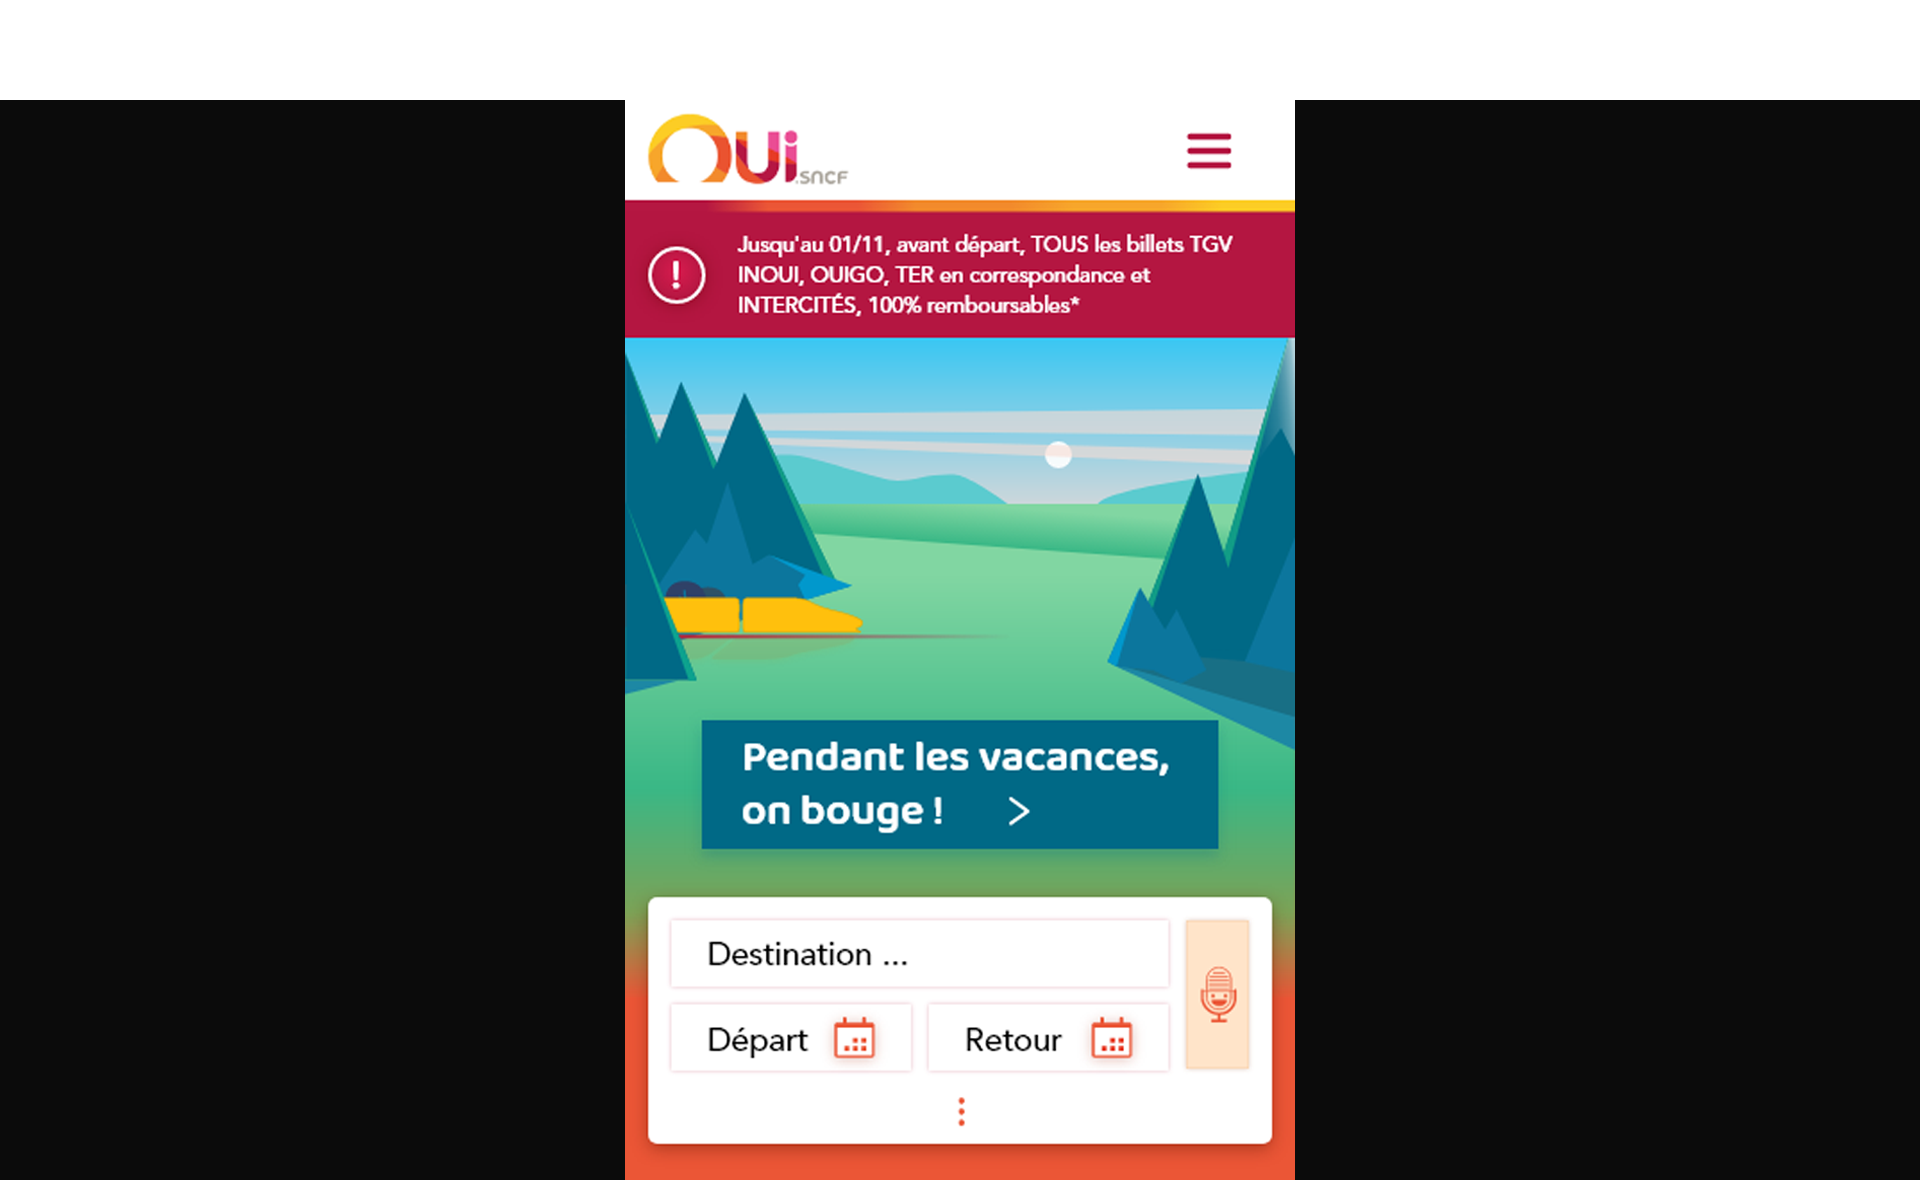 OUi.sncf
Jusqu'au 01/11, avant départ, TOUS les billets TGV
INOUI, OUIGO, TER en correspondance et
INTERCITÉS, 100% remboursables*
Pendant les vacances,
on bouge !
Destination ...
Départ
Retour